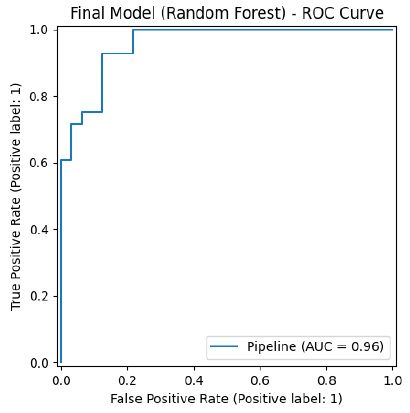 Final Model (Random Forest) - ROC Curve
1.0
0.8
0.6
0.4
0.2
0.0
True Positive Rate (Positive label: 1)
Pipeline (AUC = 0.96)
0.0 0.2 0.4 0.6 0.8 1.0
False Positive Rate (Positive label: 1)